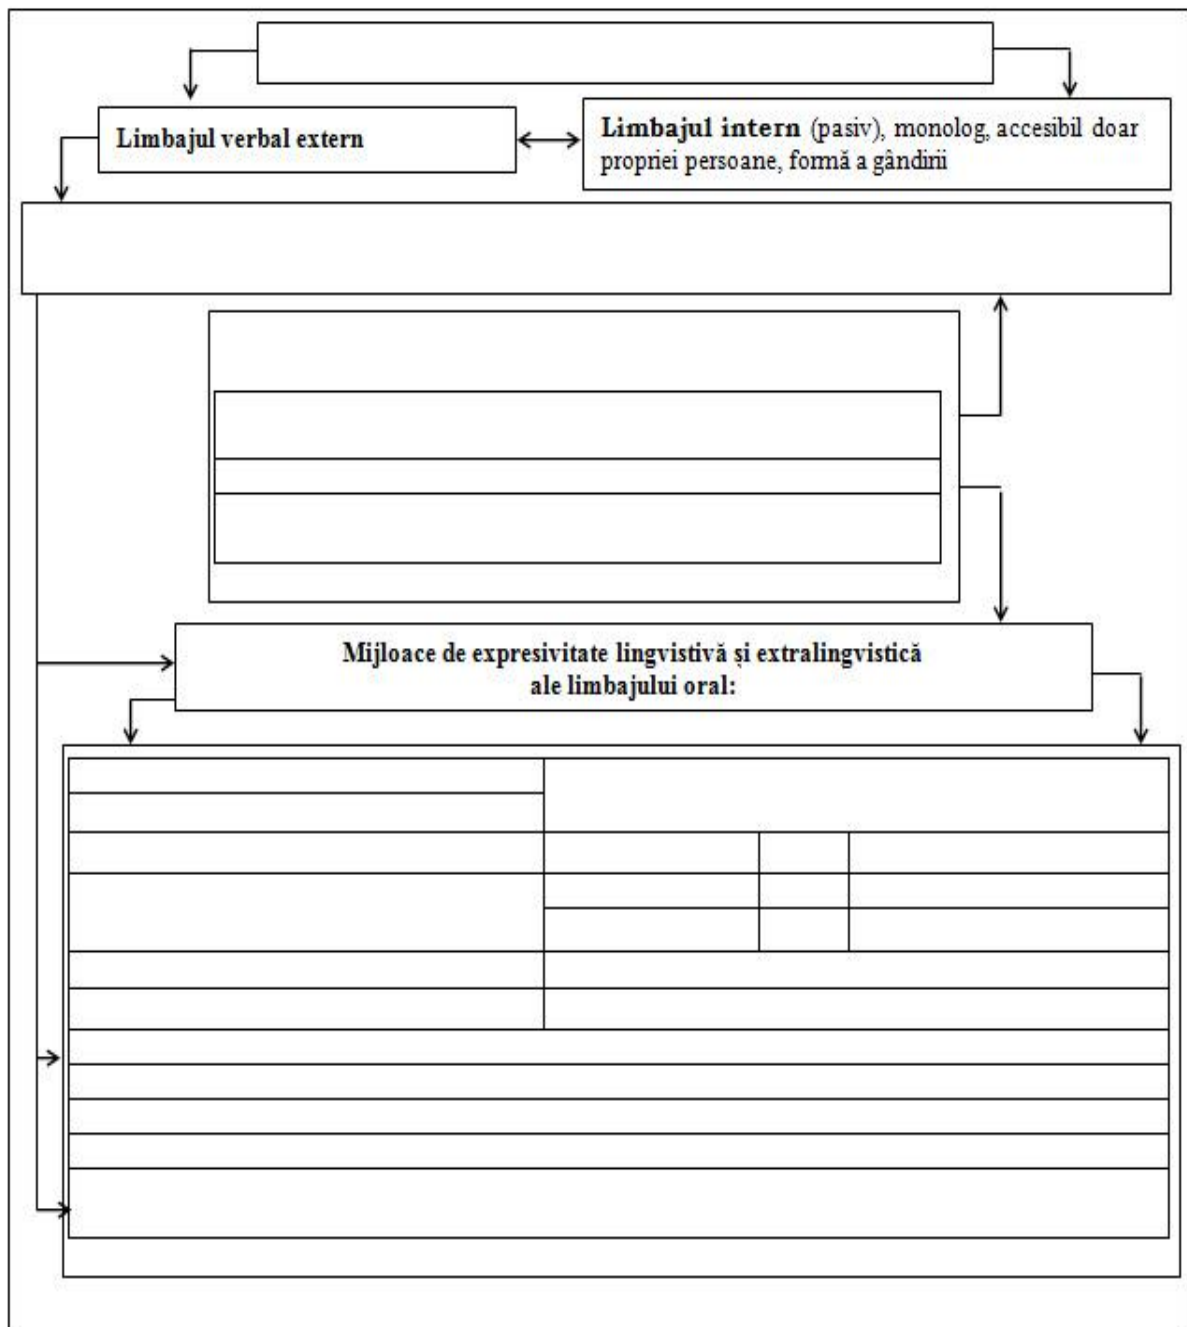 Limbajul verbal extern
Limbajul intern (pasiv), monolog, accesibil doar
propriei persoane, formă a gândirii
Mijloace de expresivitate lingvistivă și extralingvistică
ale limbajului oral: